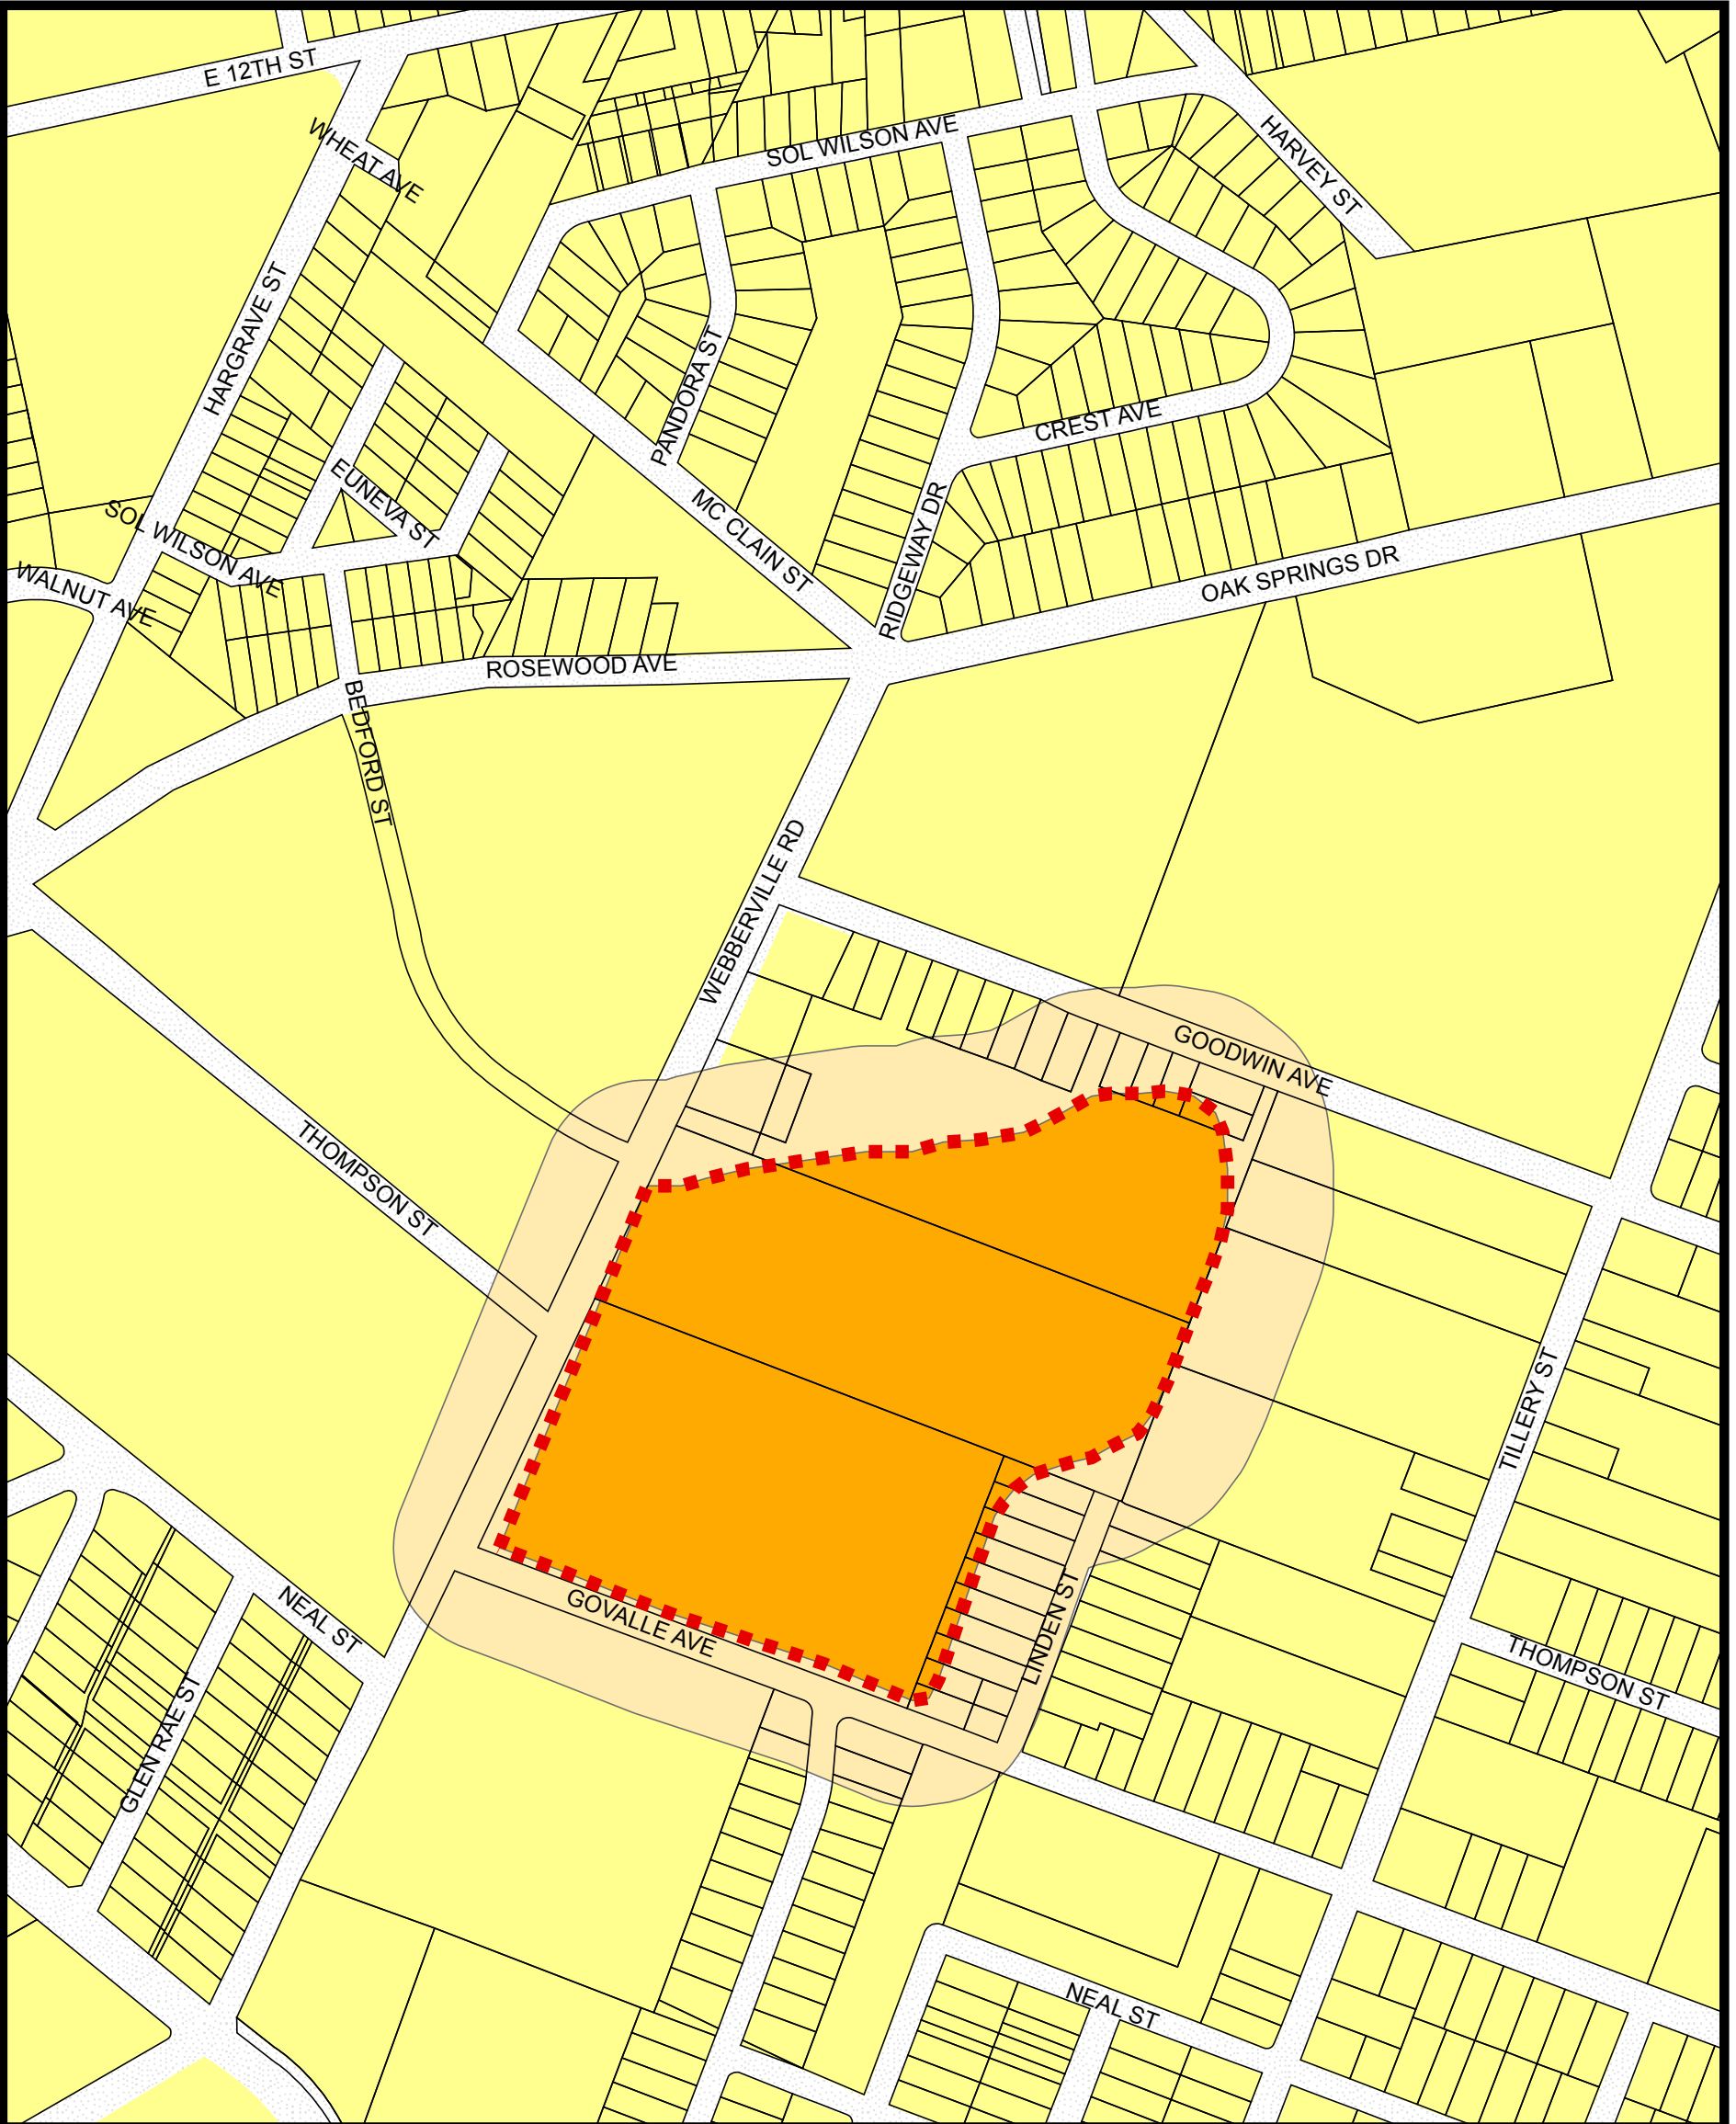 E 12TH ST
WHEAT AVE
SOL WILSON AVE
HARVEY ST
HARGRAVE ST
PANDORA ST
CREST AVE
EUNEVA ST
MC CLAIN ST
RIDGEWAY DR
SOL WILSON AVE
OAK SPRINGS DR
WALNUT AVE
ROSEWOOD AVE
BEDFORD ST
WEBBERVILLE RD
GOODWIN AVE
THOMPSON ST
TILLERY ST
NEAL ST
GOVALLE AVE
LINDEN ST
THOMPSON ST
GLEN RAE ST
NEAL ST